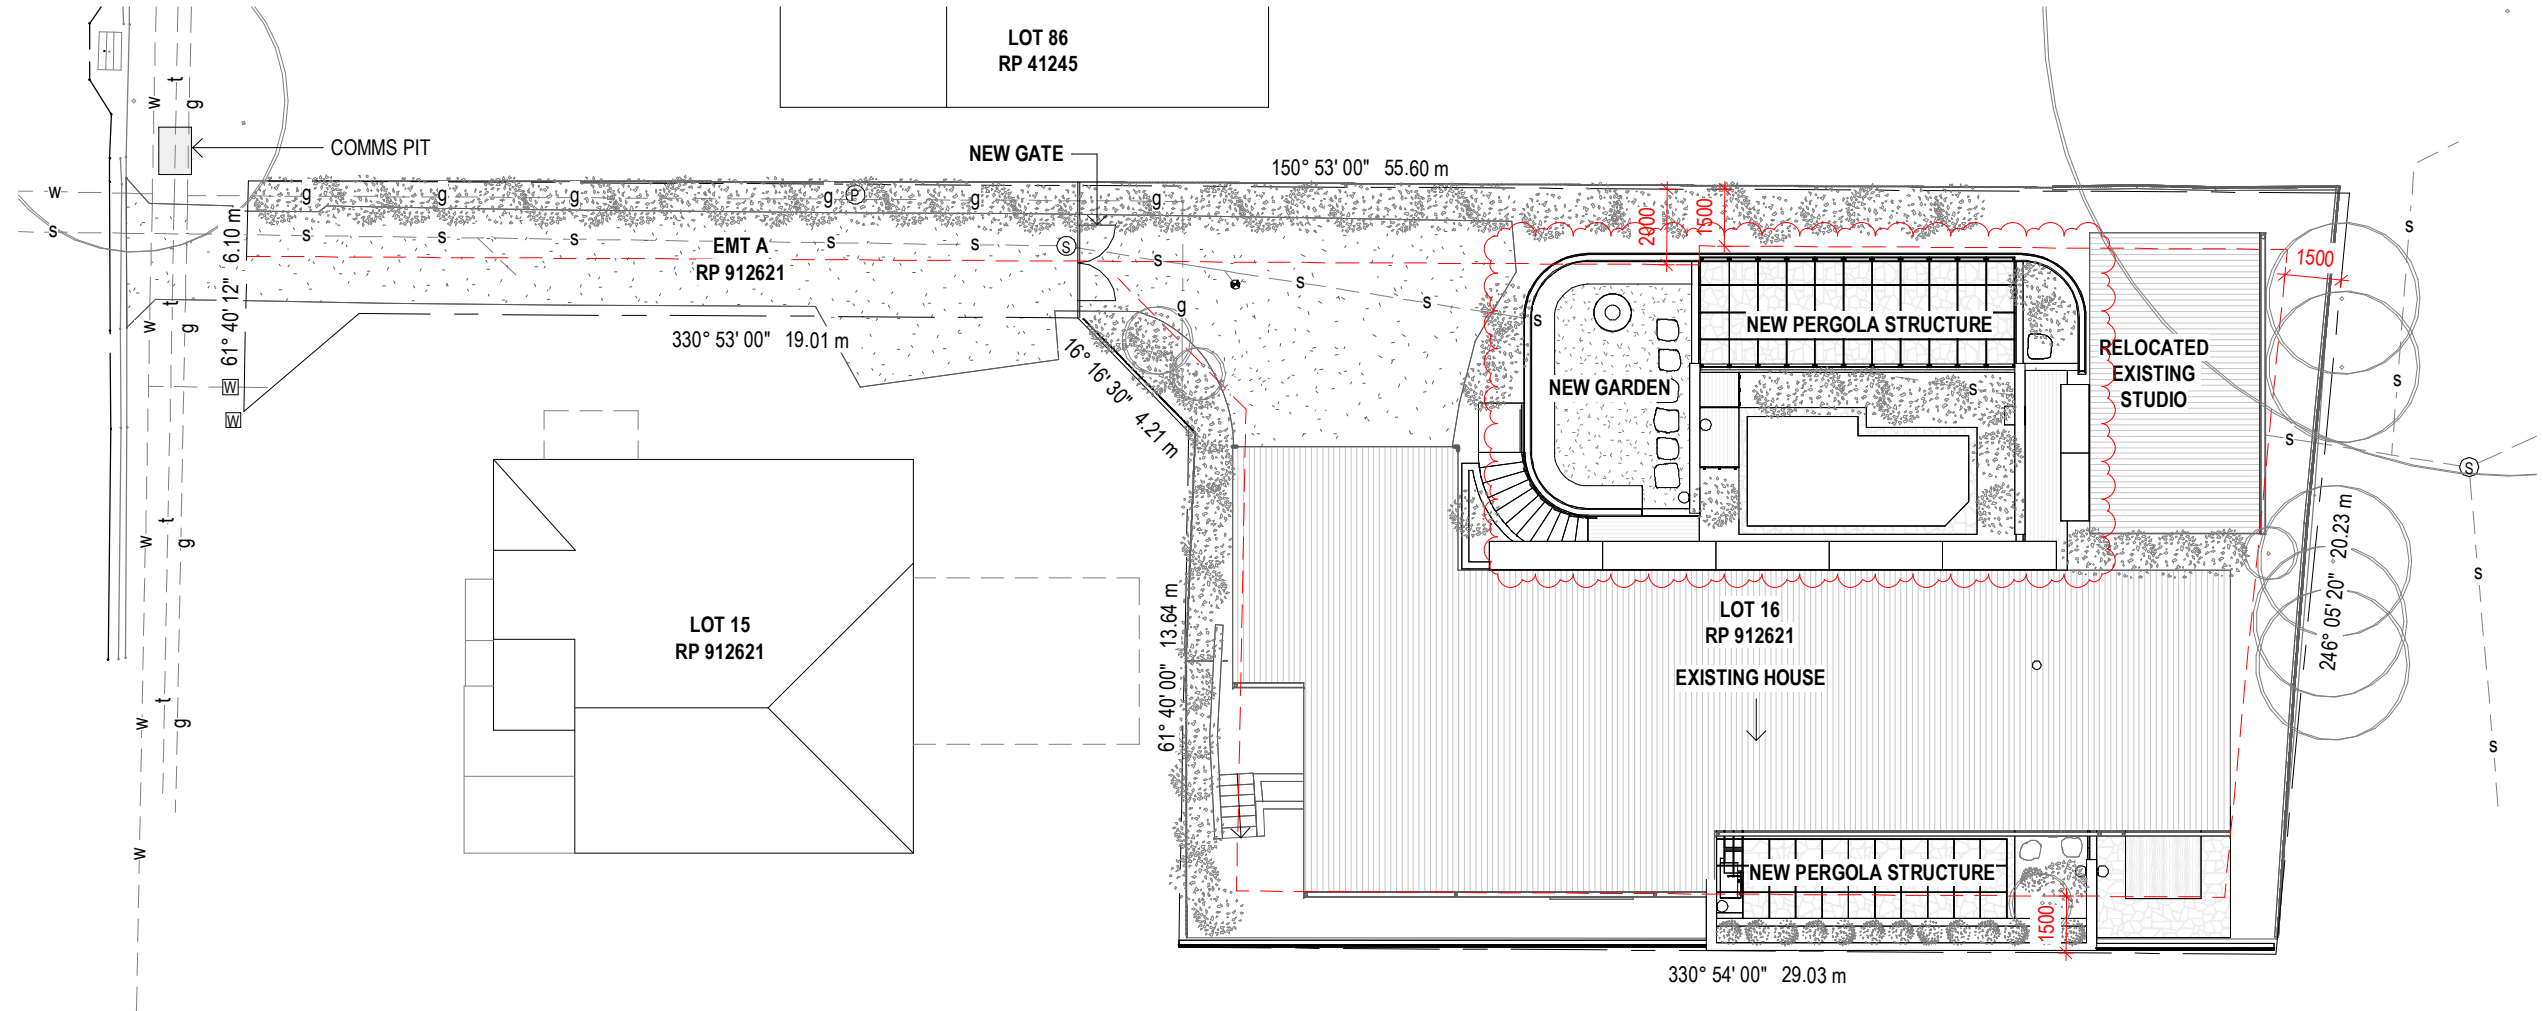 LOT 86
RP 41245
COMMS PIT
NEW GATE
150° 53' 00" 55.60 m
w
t
g
w
s
g
g
g
g
P
g
g
s
s
s
s
s
S
s
s
s
s
g
EMT A
RP 912621
61° 40' 12" 6.10 m
2000
1500
1500
NEW PERGOLA STRUCTURE
330° 53' 00" 19.01 m
16° 16' 30" 4.21 m
NEW GARDEN
RELOCATED
EXISTING
STUDIO
w
t
g
W
W
s
s
s
s
S
s
s
w
t
g
246° 05' 20" 20.23 m
LOT 15
RP 912621
61° 40' 00" 13.64 m
LOT 16
RP 912621
EXISTING HOUSE
w
t
g
w
NEW PERGOLA STRUCTURE
1500
330° 54' 00" 29.03 m